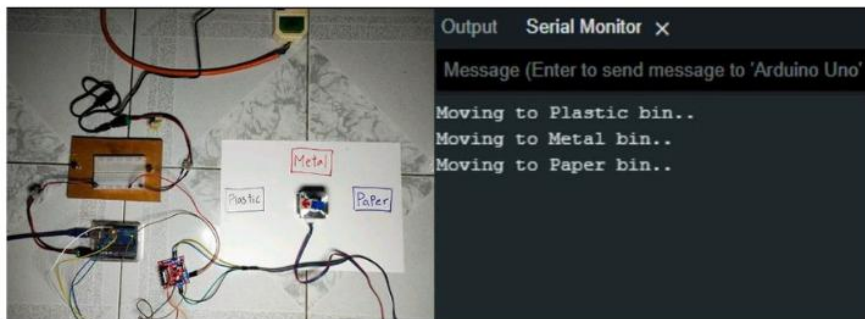 Metal
Plastic
Paper
Output Serial Monitor
Message (Enter to send message to 'Arduino Uno'
Moving to Plastic bin..
Moving to Metal bin..
Moving to Paper bin..